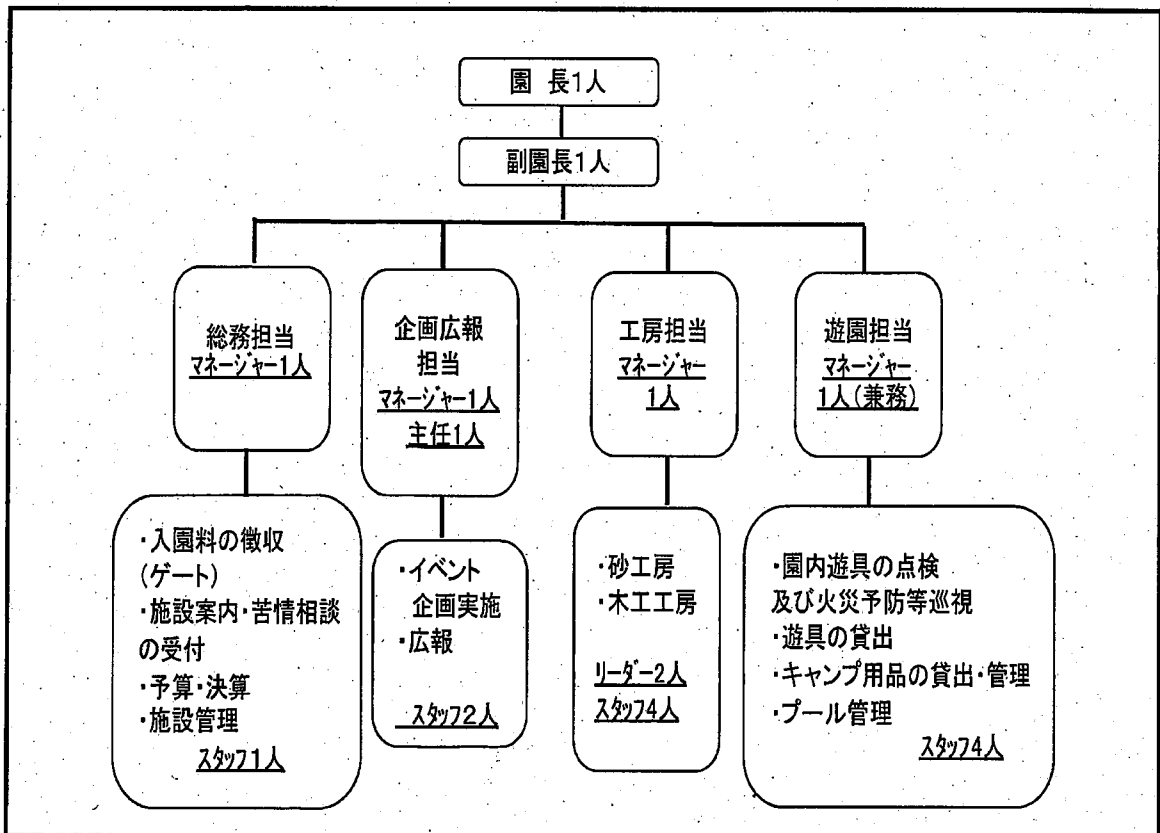 園 長1人
副園長1人
総務担当
マネージャー1人
企画広報
担当
マネージャー1人
主任1人
工房担当
マネージャー
1人
遊園担当
マネージャー
1人(兼務)
・入園料の徴収
(ゲート)
・施設案内・苦情相談
の受付
・予算・決算
・施設管理
スタッフ1人
・イベント
企画実施
・広報
スタッフ2人
・砂工房
・木工工房
リーダー2人
スタッフ4人
・園内遊具の点検
及び火災予防等巡視
・遊具の貸出
・キャンプ用品の貸出・管理
・プール管理
スタッフ4人